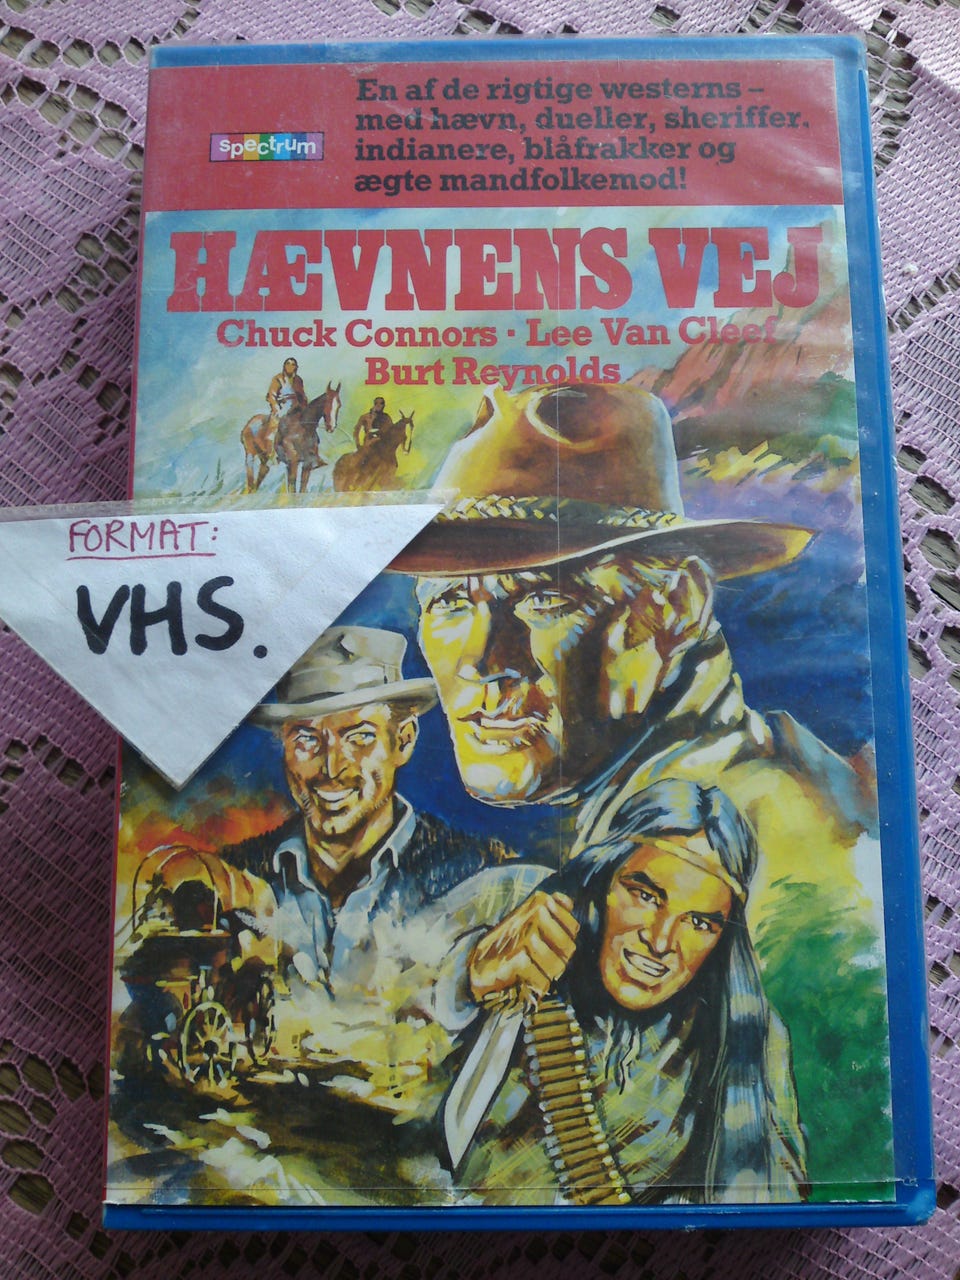 En af de rigtige westerns –
med hævn, dueller, sheriffer,
indianere, blåfrakker og
ægte mandfolkemod!
spectrum
HÆVNENS VEJ
Chuck Connors · Lee Van Cleef
Burt Reynolds
FORMAT:
VHS.